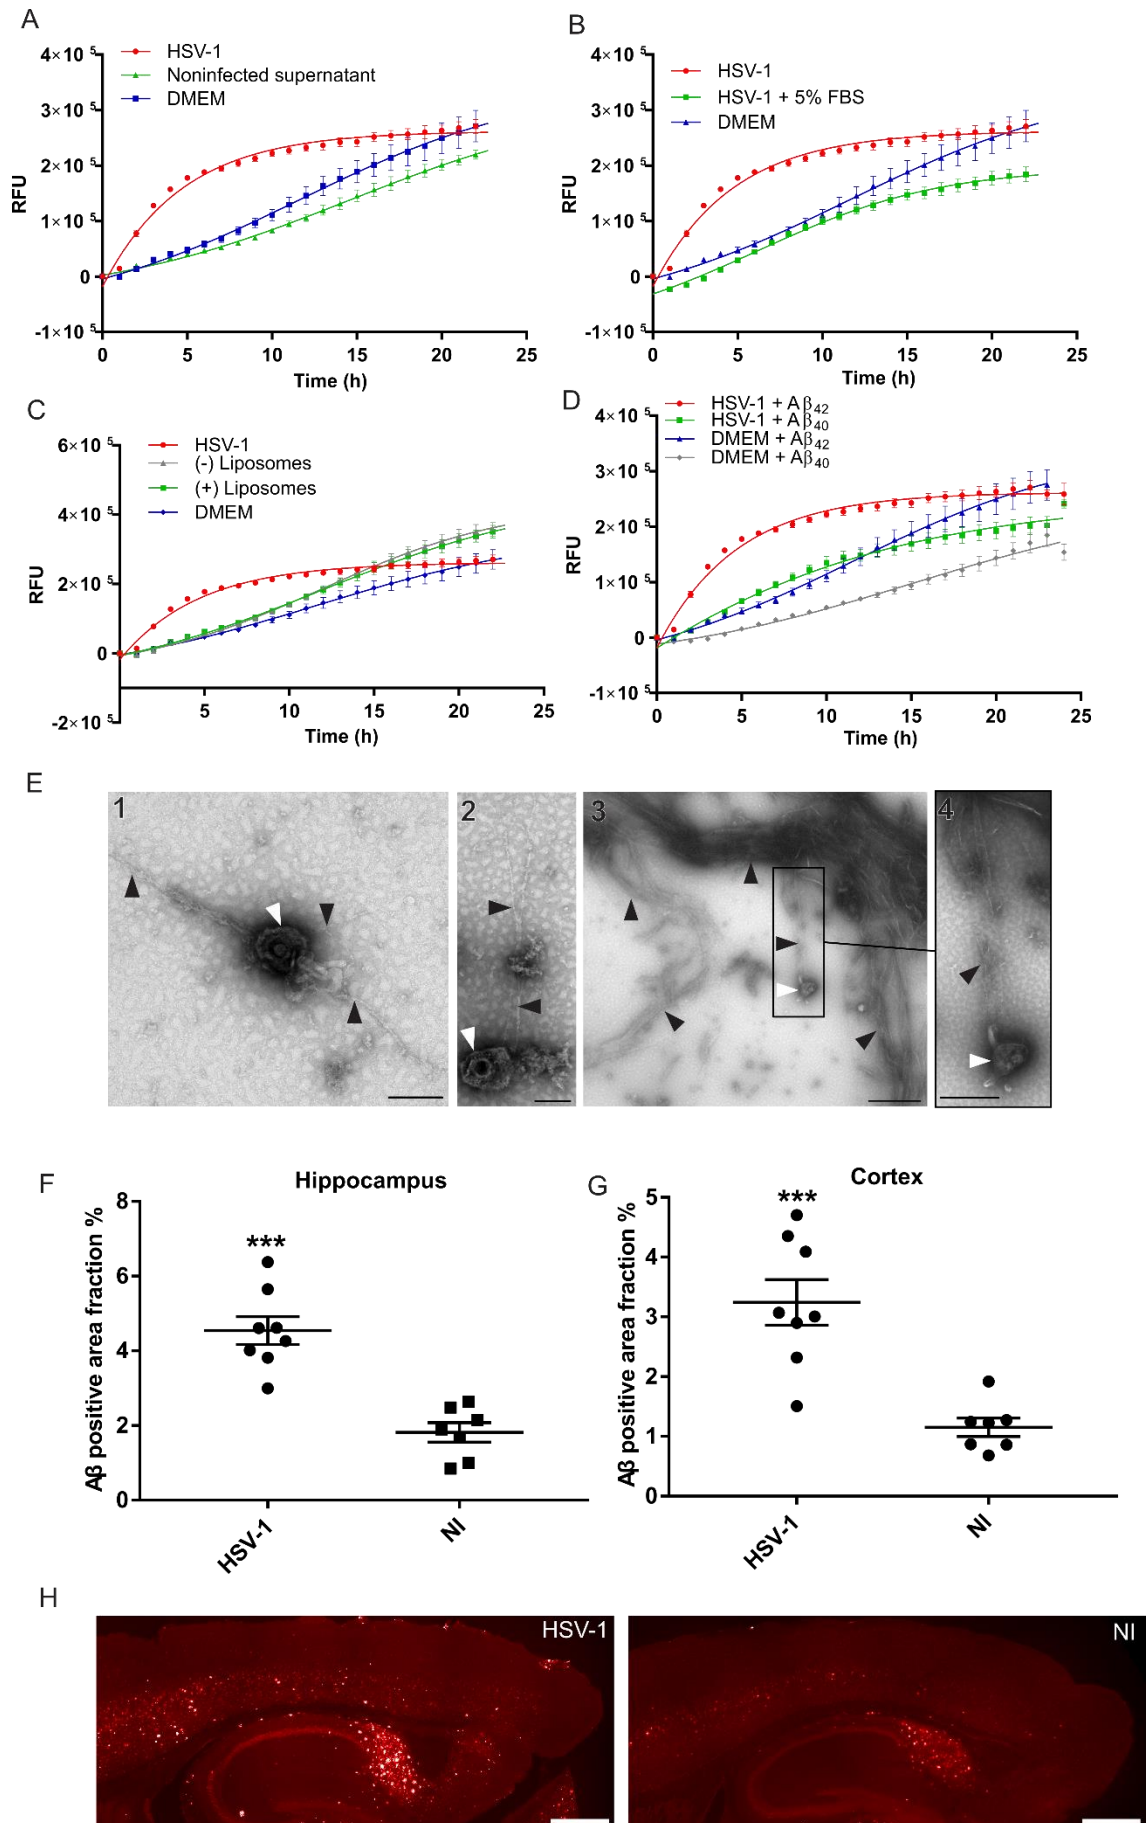 A
HSV-1
Noninfected supernatant
DMEM
4× 10 5
3× 10 5
2× 10 5
1× 10 5
0
-1× 10 5
RFU
0 5 10 15 20 25
Time (h)
B
HSV-1
HSV-1 + 5% FBS
DMEM
4× 10 5
3× 10 5
2× 10 5
1× 10 5
0
-1× 10 5
RFU
0 5 10 15 20 25
Time (h)
C
HSV-1
(-) Liposomes
(+) Liposomes
DMEM
6× 10 5
4× 10 5
2× 10 5
0
-2× 10 5
RFU
5 10 15 20 25
Time (h)
D
HSV-1 + Aβ42
HSV-1 + Aβ40
DMEM + Aβ42
DMEM + Aβ40
4× 10 5
3× 10 5
2× 10 5
1× 10 5
0
-1× 10 5
RFU
0 5 10 15 20 25
Time (h)
E
1 2 3 4
F
Hippocampus
Aβ positive area fraction %
8
6
4
2
0
***
HSV-1
NI
G
Cortex
Aβ positive area fraction %
5
4
3
2
1
0
***
HSV-1
NI
H
HSV-1
NI